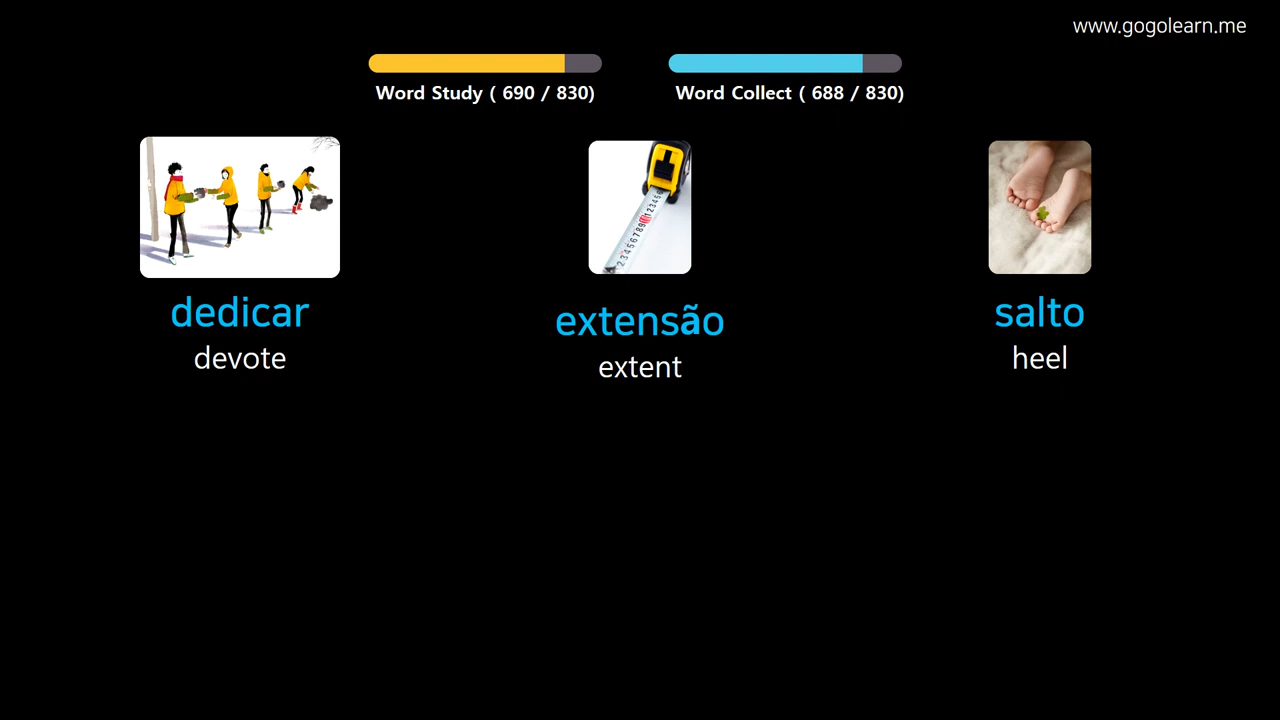 www.gogolearn.me
Word Study ( 690 / 830)
Word Collect ( 688 / 830)
dedicar
devote
extensão
extent
salto
heel